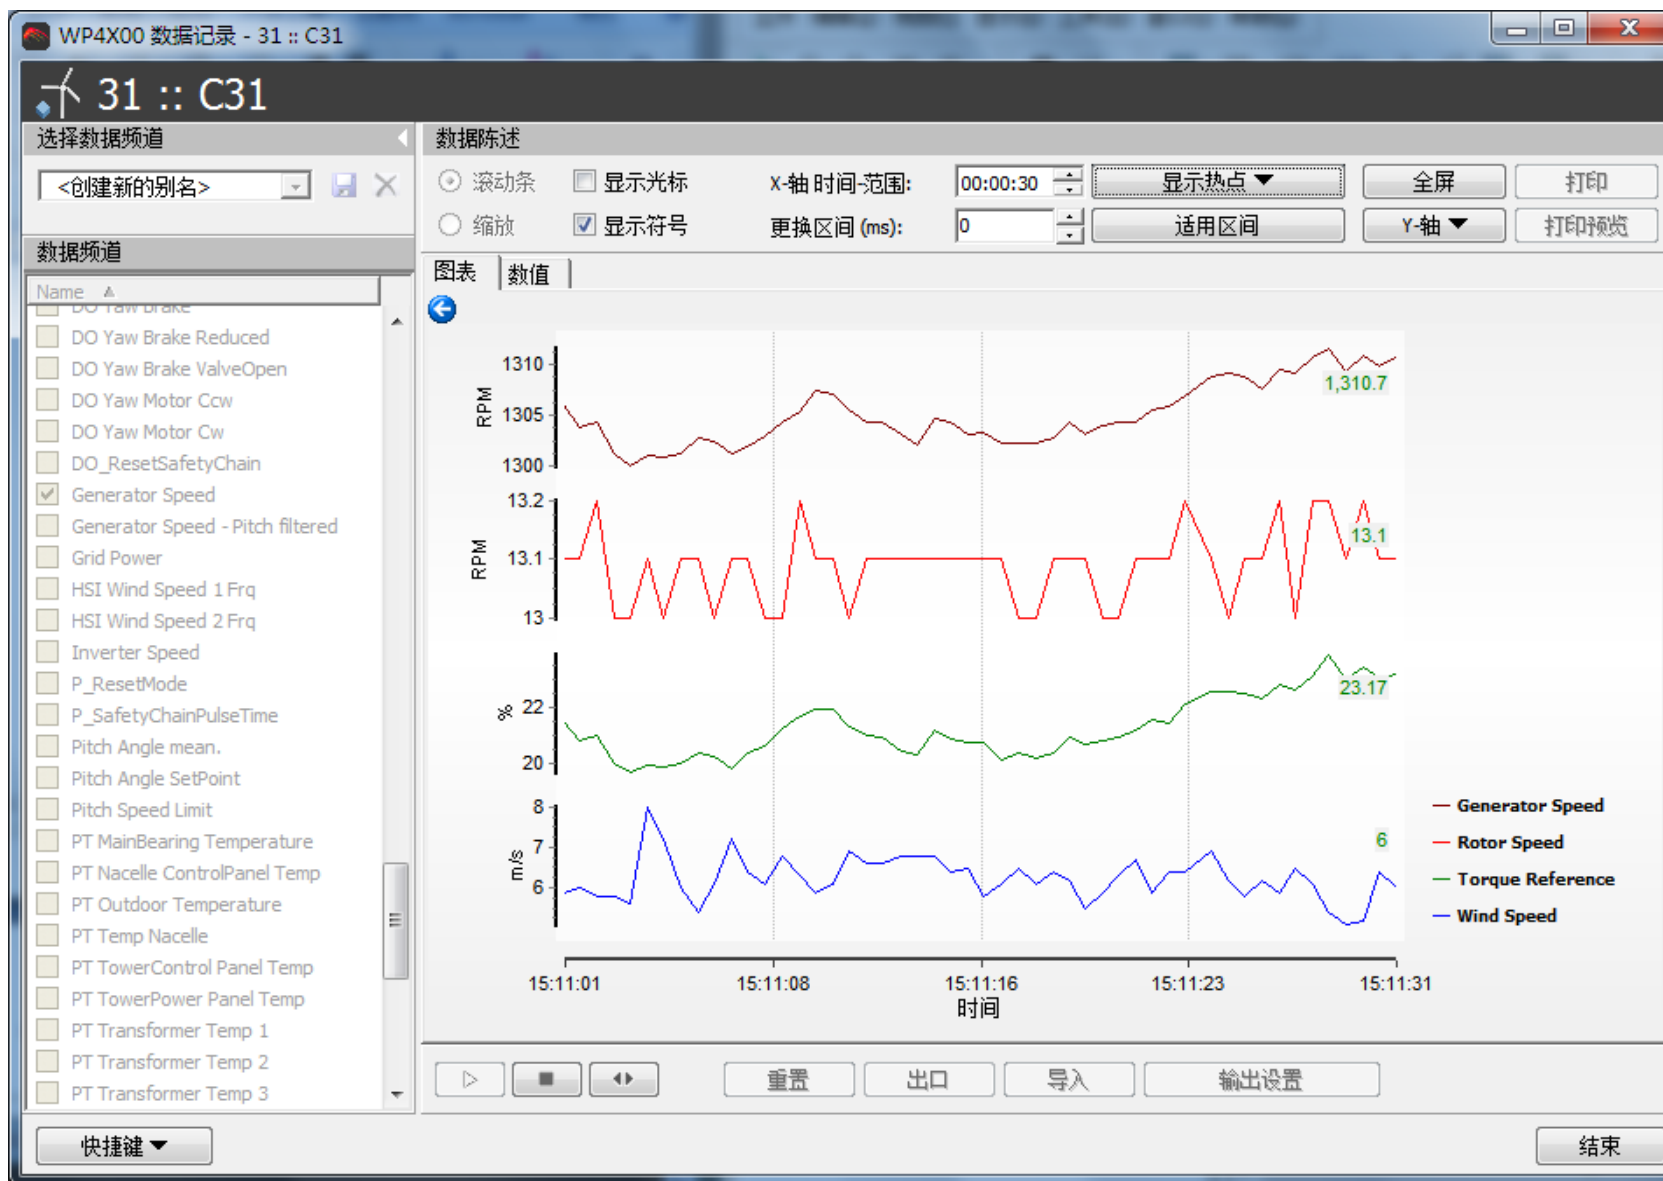 WP4X00 数据记录 - 31 :: C31
31 :: C31
选择数据频道
<创建新的别名>
数据频道
Name
DO Yaw Brake
DO Yaw Brake Reduced
DO Yaw Brake ValveOpen
DO Yaw Motor Ccw
DO Yaw Motor Cw
DO_ResetSafetyChain
Generator Speed
Generator Speed - Pitch filtered
Grid Power
HSI Wind Speed 1 Frq
HSI Wind Speed 2 Frq
Inverter Speed
P_ResetMode
P_SafetyChainPulseTime
Pitch Angle mean.
Pitch Angle SetPoint
Pitch Speed Limit
PT MainBearing Temperature
PT Nacelle ControlPanel Temp
PT Outdoor Temperature
PT Temp Nacelle
PT TowerControl Panel Temp
PT TowerPower Panel Temp
PT Transformer Temp 1
PT Transformer Temp 2
PT Transformer Temp 3
数据陈述
滚动条 显示光标 X-轴 时间-范围: 00:00:30 显示热点 全屏 打印
缩放 显示符号 更换区间 (ms): 0 适用区间 Y-轴 打印预览
图表 数值
1310
1,310.7
RPM
1305
1300
13.2
13.1
RPM
13.1
13
23.17
%
22
20
8
6
m/s
7
6
Generator Speed
Rotor Speed
Torque Reference
Wind Speed
15:11:01 15:11:08 15:11:16 15:11:23 15:11:31
时间
重置 出口 导入 输出设置
快捷键 结束